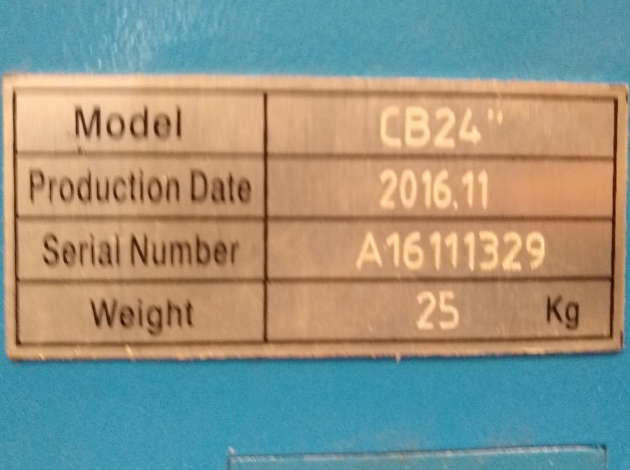 Model CB24"
Production Date 2016.11
Serial Number A16111329
Weight 25 Kg